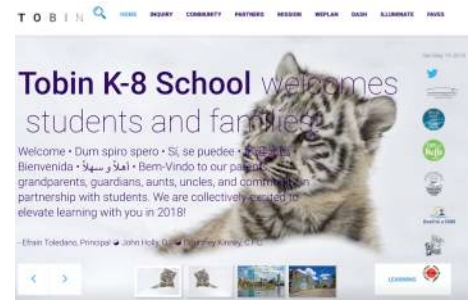 TOBIN
HOME INQUIRY COMMUNITY PARTNERS MISSION WEPLAN DASH ILLUMINATE FAVES
Tobin K-8 School welcomes
students and families
Welcome • Dum spiro spero • Sí, se puedee •
Bienvenida • أهلاً و سهلاً • Bem-Vindo to our parents,
grandparents, guardians, aunts, uncles, and community in
partnership with students. We are collectively excited to
elevate learning with you in 2018!
- Efrain Toledano, Principal John Holly, Kinney, C.F.C.
LEARNING